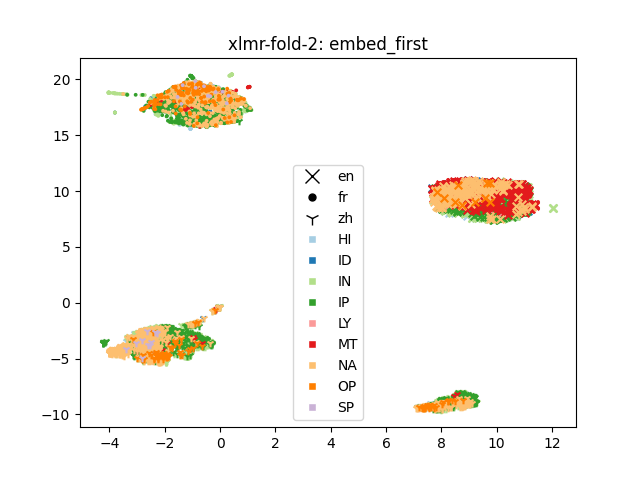 xlmr-fold-2: embed_first
20
15
10
5
0
−5
−10
−4
−2
0
2
4
6
8
10
12
en
fr
zh
HI
ID
IN
IP
LY
MT
NA
OP
SP